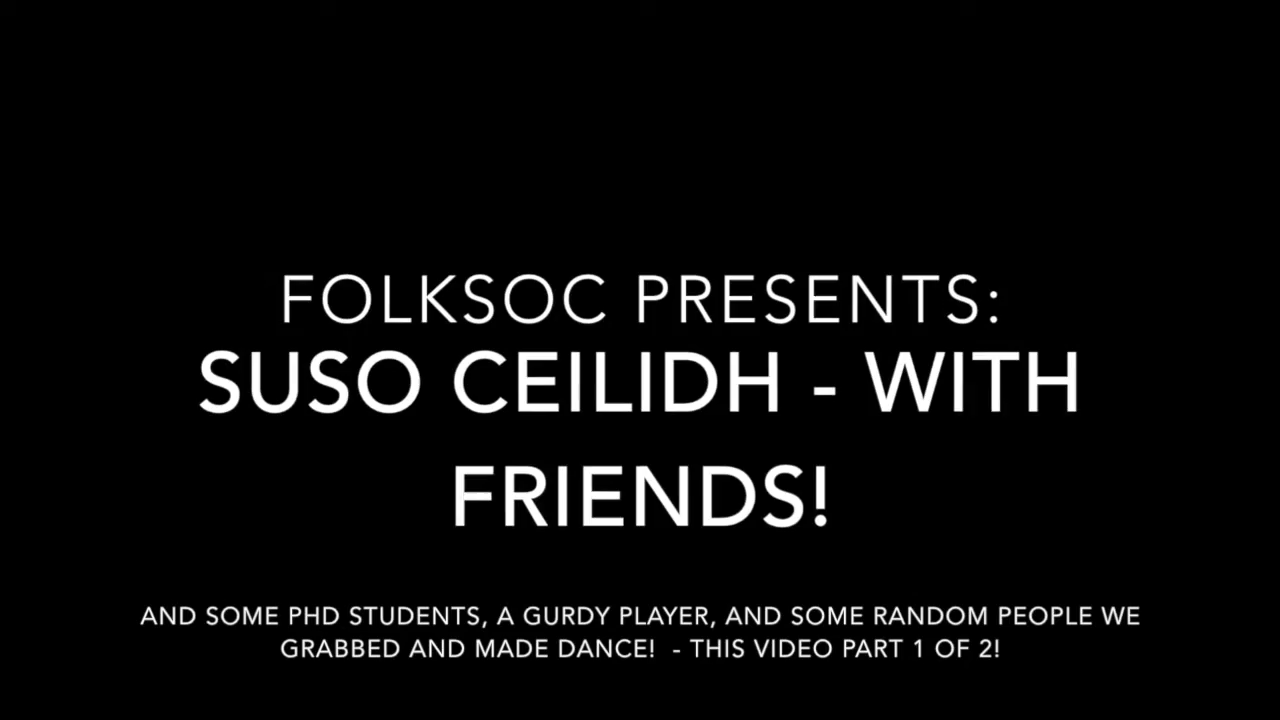 FOLKSOC PRESENTS:
SUSO CEILIDH - WITH
FRIENDS!
AND SOME PHD STUDENTS, A GURDY PLAYER, AND SOME RANDOM PEOPLE WE
GRABBED AND MADE DANCE!  - THIS VIDEO PART 1 OF 2!